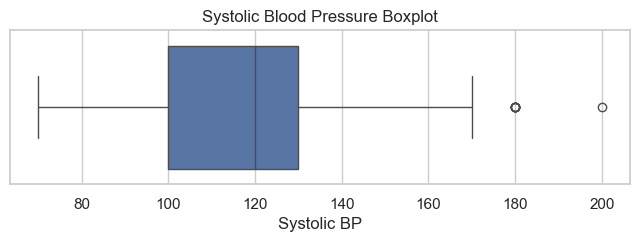 Systolic Blood Pressure Boxplot
80 100 120 140 160 180 200
Systolic BP